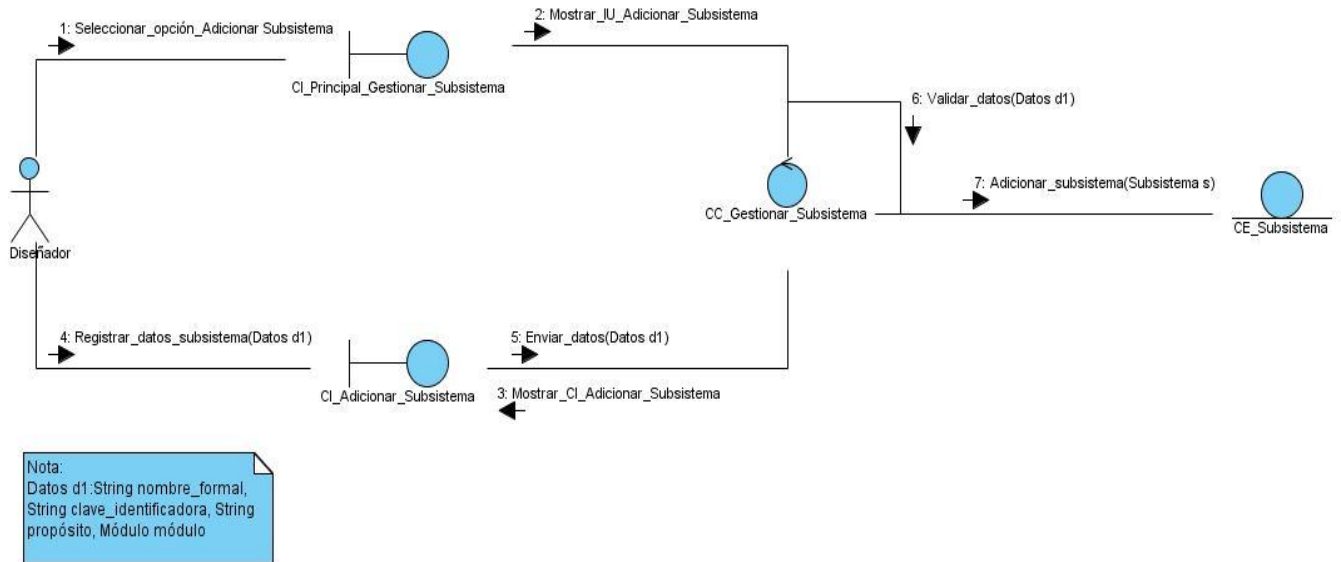 1: Seleccionar_opción_Adicionar Subsistema
2: Mostrar_IU_Adicionar_Subsistema
CI_Principal_Gestionar_Subsistema
6: Validar_datos(Datos d1)
7: Adicionar_subsistema(Subsistema s)
CC_Gestionar_Subsistema
CE_Subsistema
Diseñador
4: Registrar_datos_subsistema(Datos d1)
5: Enviar_datos(Datos d1)
CI_Adicionar_Subsistema
3: Mostrar_CI_Adicionar_Subsistema
Nota:
Datos d1:String nombre_formal,
String clave_identificadora, String
propósito, Módulo módulo